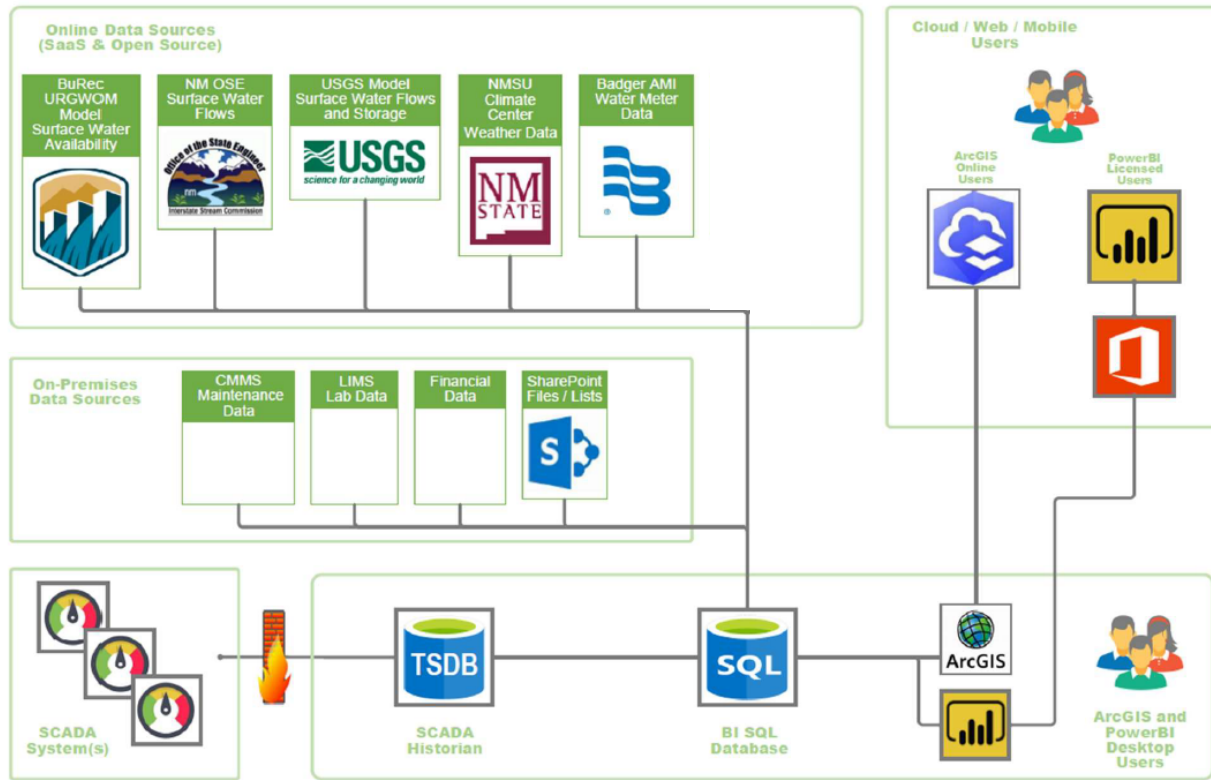 Online Data Sources
(SaaS & Open Source)
BuRec
URGWOM
Model
Surface Water
Availability
NM OSE
Surface Water
Flows
Office of the State Engineer
nm
Interstate Stream Commission
USGS Model
Surface Water Flows
and Storage
USGS
science for a changing world
NMSU
Climate
Center
Weather Data
NM
STATE
Badger AMI
Water Meter
Data
®
Cloud / Web / Mobile
Users
ArcGIS
Online
Users
PowerBI
Licensed
Users
On-Premises
Data Sources
CMMS
Maintenance
Data
LIMS
Lab Data
Financial
Data
SharePoint
Files / Lists
S
SCADA
System(s)
TSDB
SCADA
Historian
SQL
BI SQL
Database
ArcGIS
ArcGIS and
PowerBI
Desktop
Users